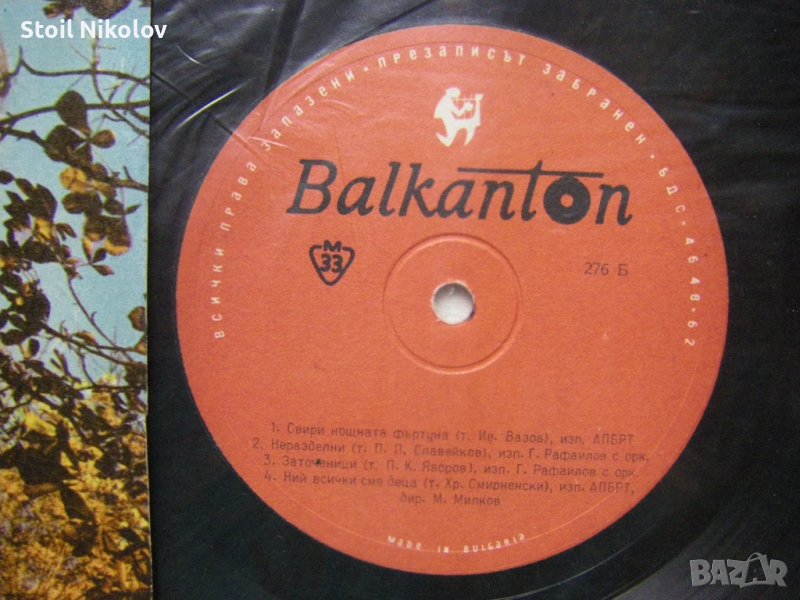 Stoil Nikolov
ВСИЧКИ ПРАВА ЗАПАЗЕНИ • ПРЕЗАПИСЪТ ЗАБРАНЕН • БДС • 4648-62
Balkanton
М
33
276 Б
1. Свири нощната фъртуна (т. Ив. Вазов), изп. АПБРТ
2. Неразделни (т. П. П. Славейков), изп. Г. Рафаилов с орк.
3. Заточеници (т. П. К. Яворов), изп. Г. Рафаилов с орк.
4. Ний всички сме деца (т. Хр. Смирненски), изп. АПБРТ,
дир. М. Милков
MADE IN BULGARIA
BAZAR